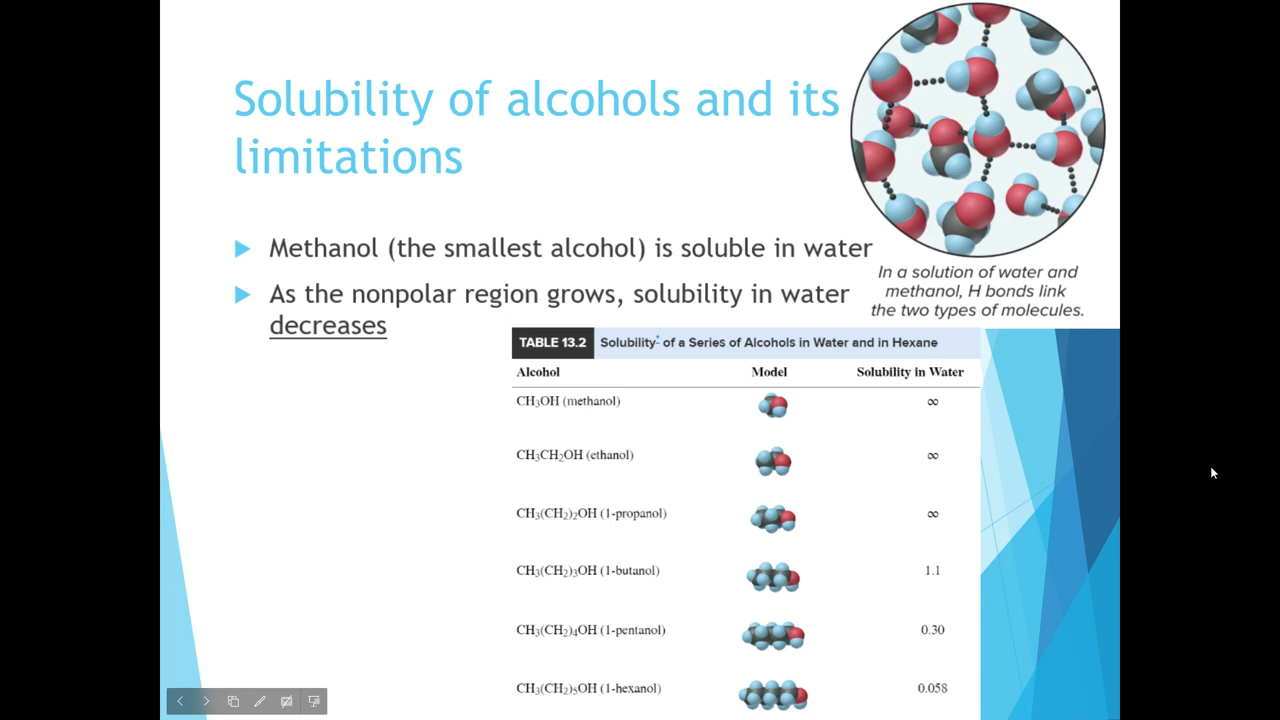 Solubility of alcohols and its
limitations
Methanol (the smallest alcohol) is soluble in water
As the nonpolar region grows, solubility in water
decreases
In a solution of water and
methanol, H bonds link
the two types of molecules.
TABLE 13.2 Solubility* of a Series of Alcohols in Water and in Hexane
Alcohol Model Solubility in Water
CH₃OH (methanol) ∞
CH₃CH₂OH (ethanol) ∞
CH₃(CH₂)₂OH (1-propanol) ∞
CH₃(CH₂)₃OH (1-butanol) 1.1
CH₃(CH₂)₄OH (1-pentanol) 0.30
CH₃(CH₂)₅OH (1-hexanol) 0.058